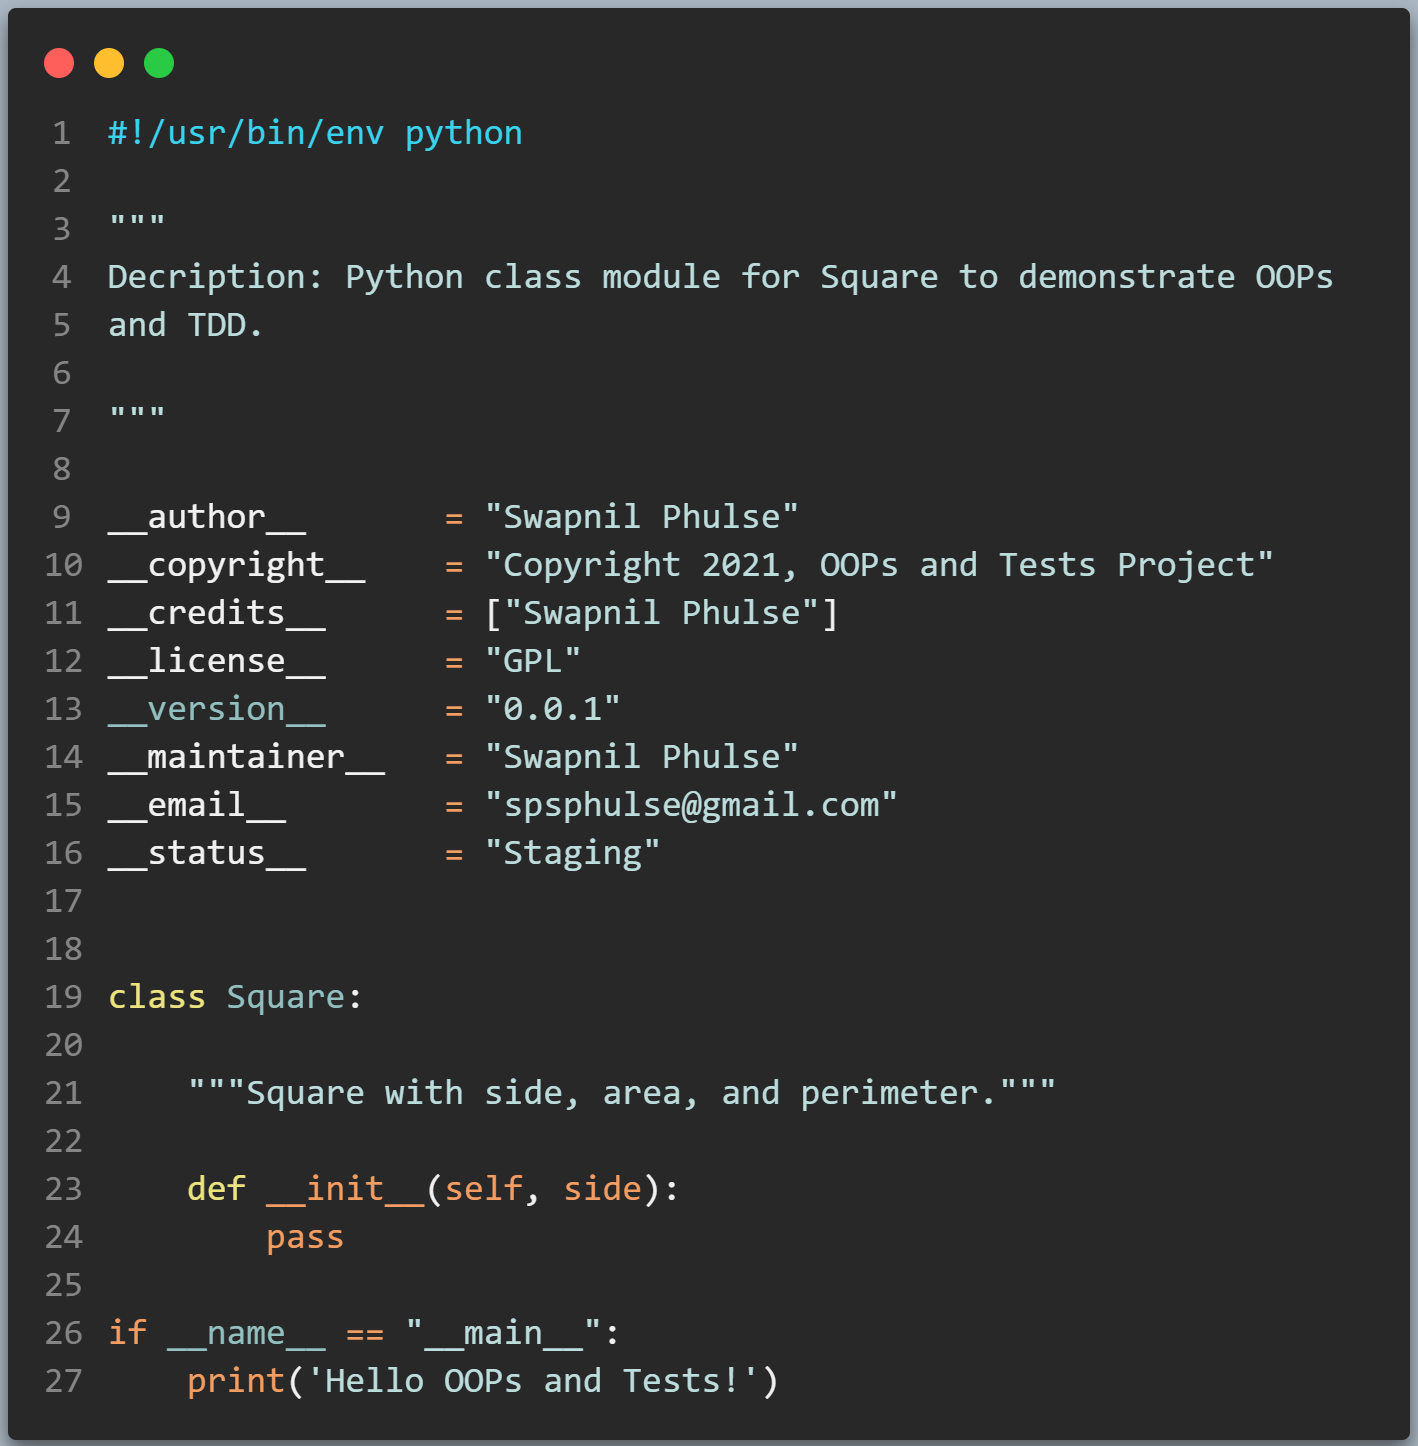 1 #!/usr/bin/env python
2
3 """
4 Decription: Python class module for Square to demonstrate OOPs
5 and TDD.
6
7 """
8
9 __author__       = "Swapnil Phulse"
10 __copyright__    = "Copyright 2021, OOPs and Tests Project"
11 __credits__      = ["Swapnil Phulse"]
12 __license__      = "GPL"
13 __version__      = "0.0.1"
14 __maintainer__   = "Swapnil Phulse"
15 __email__        = "spsphulse@gmail.com"
16 __status__       = "Staging"
17
18
19 class Square:
20
21     """Square with side, area, and perimeter."""
22
23     def __init__(self, side):
24         pass
25
26 if __name__ == "__main__":
27     print('Hello OOPs and Tests!')